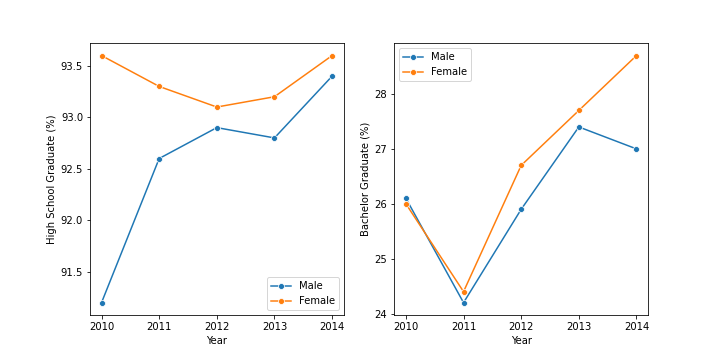 High School Graduate (%)
93.5
93.0
92.5
92.0
91.5
2010 2011 2012 2013 2014
Year
Male
Female
Bachelor Graduate (%)
28
27
26
25
24
2010 2011 2012 2013 2014
Year
Male
Female